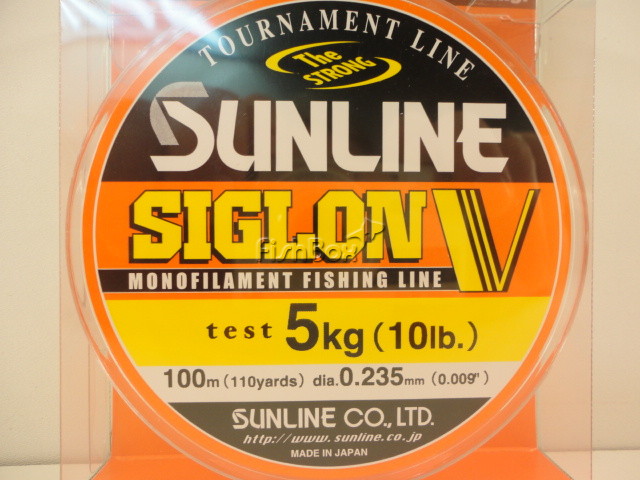 TOURNAMENT LINE
The
STRONG
SUNLINE
SIGLON V
FishBox
MONOFILAMENT FISHING LINE
test 5kg (10lb.)
100m (110yards) dia.0.235mm (0.009")
SUNLINE CO., LTD.
http://www.sunline.co.jp
MADE IN JAPAN